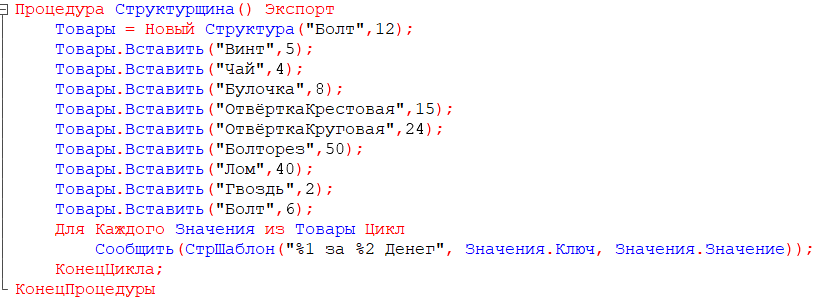 Процедура Структурщина() Экспорт
    Товары = Новый Структура("Болт",12);
    Товары.Вставить("Винт",5);
    Товары.Вставить("Чай",4);
    Товары.Вставить("Булочка",8);
    Товары.Вставить("ОтвёрткаКрестовая",15);
    Товары.Вставить("ОтвёрткаКруговая",24);
    Товары.Вставить("Болторез",50);
    Товары.Вставить("Лом",40);
    Товары.Вставить("Гвоздь",2);
    Товары.Вставить("Болт",6);
    Для Каждого Значения из Товары Цикл
        Сообщить(СтрШаблон("%1 за %2 Денег", Значения.Ключ, Значения.Значение));
    КонецЦикла;
КонецПроцедуры